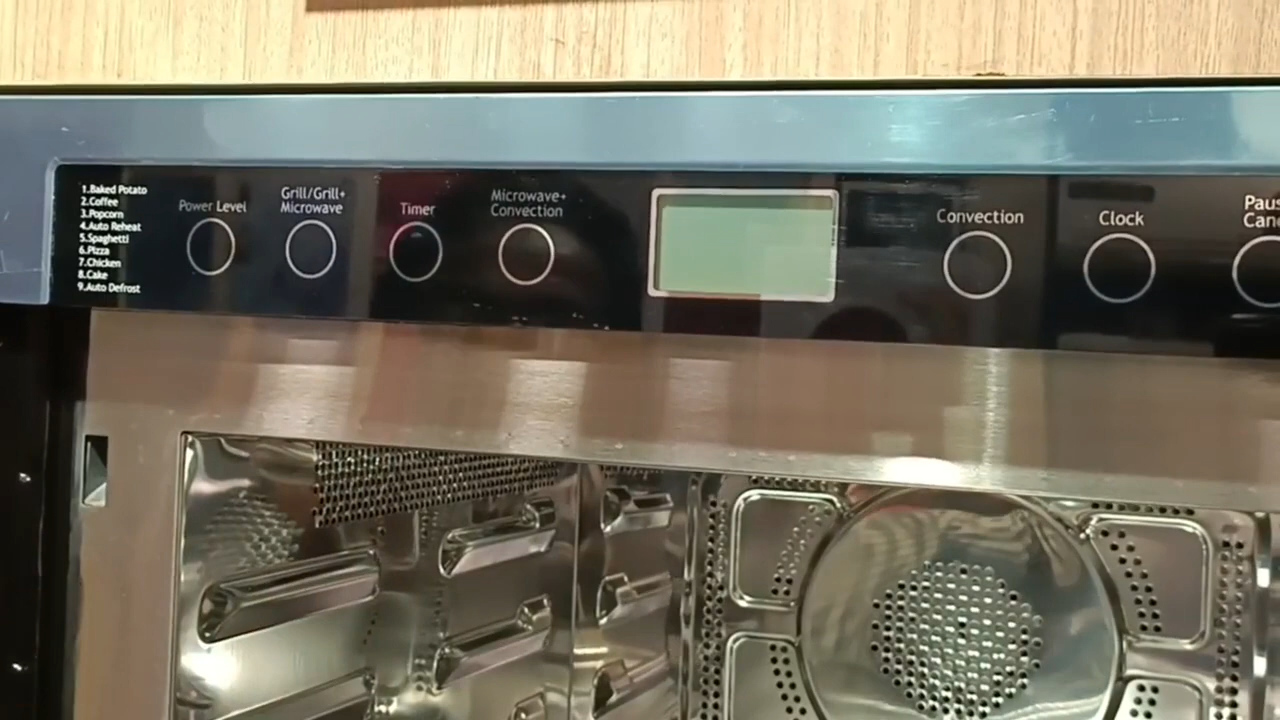 1.Baked Potato
2.Coffee
3.Popcorn
4.Auto Reheat
5.Spaghetti
6.Pizza
7.Chicken
8.Cake
9.Auto Defrost
Power Level
Grill/Grill+
Microwave
Timer
Microwave+
Convection
Convection
Clock